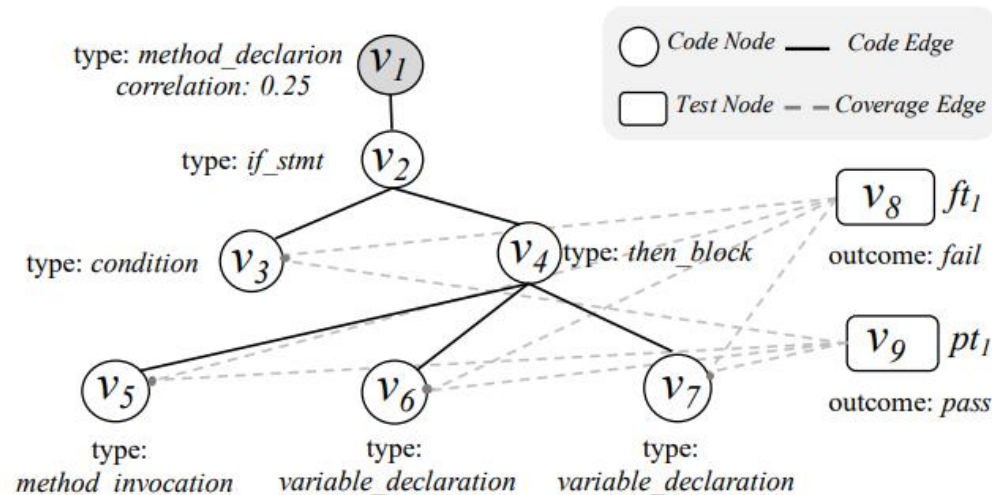 type: method_declarion
correlation: 0.25
v1
Code Node
Code Edge
Test Node
Coverage Edge
type: if_stmt
v2
v8
ft1
outcome: fail
type: condition
v3
v4
type: then_block
v9
pt1
outcome: pass
v5
v6
v7
type:
method_invocation
type:
variable_declaration
type:
variable_declaration